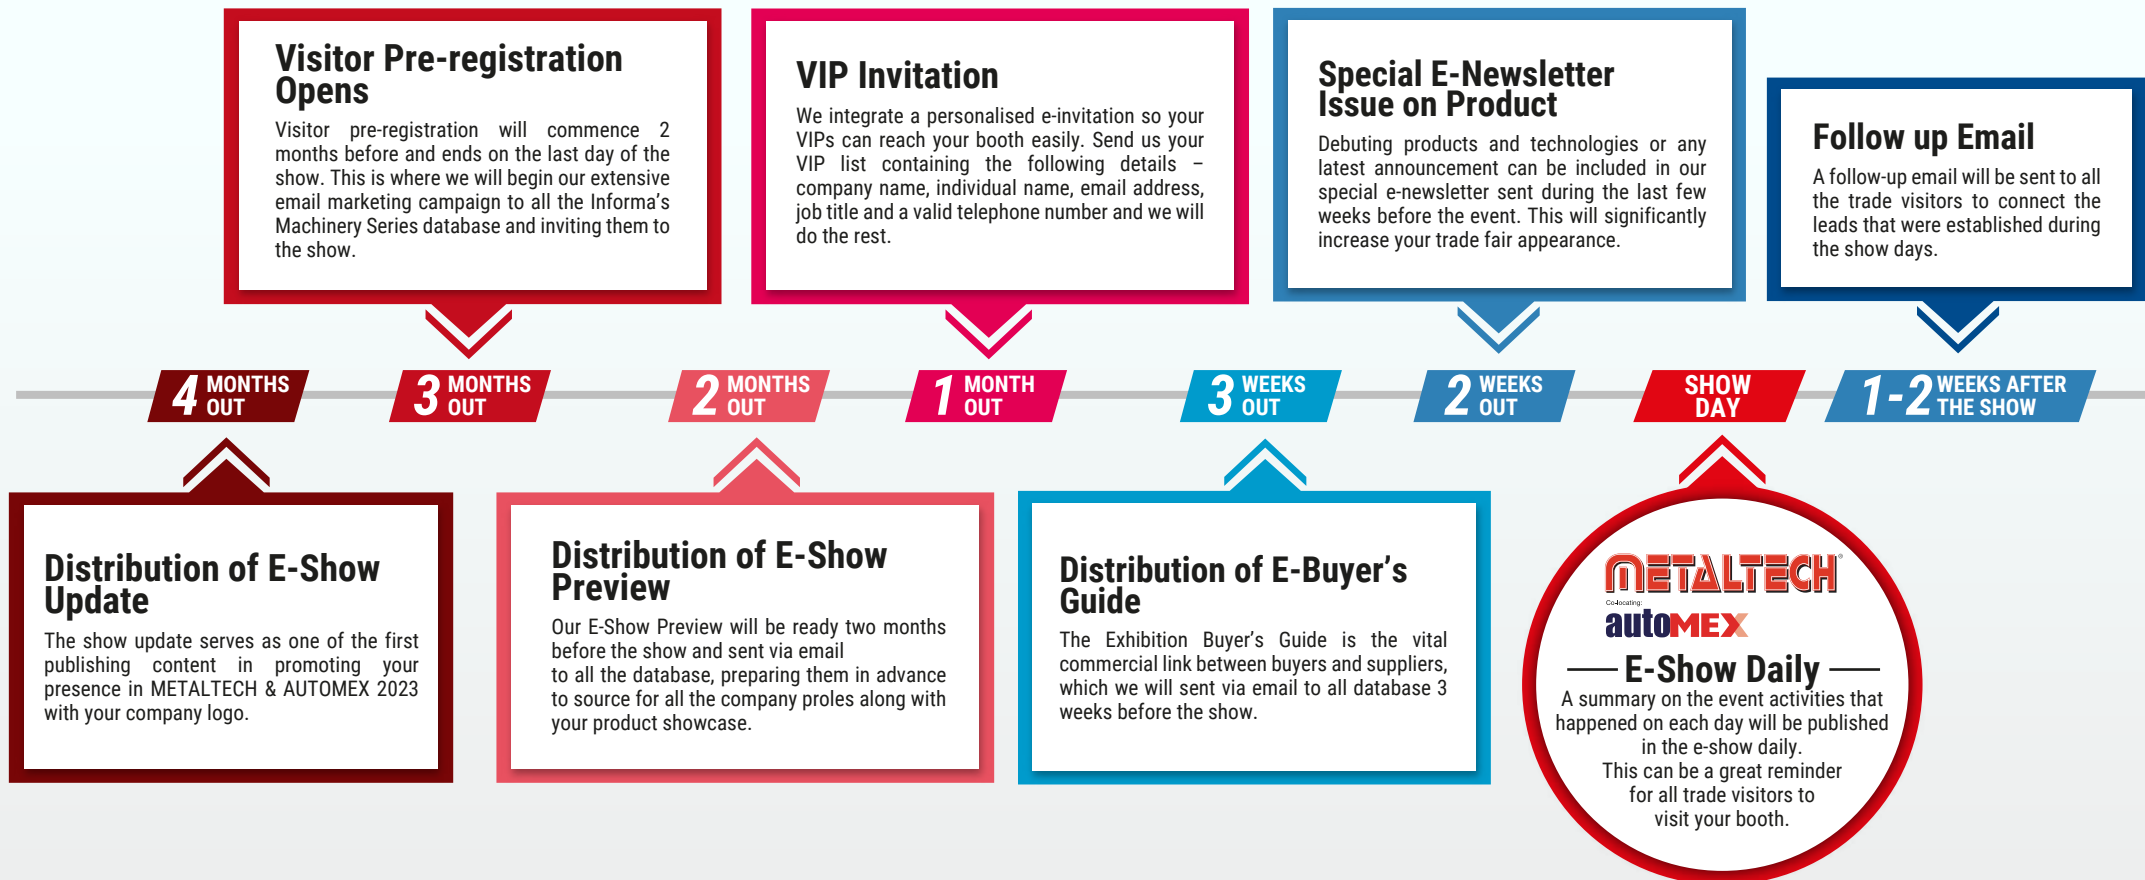 Visitor Pre-registration
Opens
Visitor pre-registration will commence 2
months before and ends on the last day of the
show. This is where we will begin our extensive
email marketing campaign to all the Informa’s
Machinery Series database and inviting them to
the show.
VIP Invitation
We integrate a personalised e-invitation so your
VIPs can reach your booth easily. Send us your
VIP list containing the following details –
company name, individual name, email address,
job title and a valid telephone number and we will
do the rest.
Special E-Newsletter
Issue on Product
Debuting products and technologies or any
latest announcement can be included in our
special e-newsletter sent during the last few
weeks before the event. This will significantly
increase your trade fair appearance.
Follow up Email
A follow-up email will be sent to all
the trade visitors to connect the
leads that were established during
the show days.
4 MONTHS
OUT
3 MONTHS
OUT
2 MONTHS
OUT
1 MONTH
OUT
3 WEEKS
OUT
2 WEEKS
OUT
SHOW
DAY
1-2 WEEKS AFTER
THE SHOW
Distribution of E-Show
Update
The show update serves as one of the first
publishing content in promoting your
presence in METALTECH & AUTOMEX 2023
with your company logo.
Distribution of E-Show
Preview
Our E-Show Preview will be ready two months
before the show and sent via email
to all the database, preparing them in advance
to source for all the company proles along with
your product showcase.
Distribution of E-Buyer’s
Guide
The Exhibition Buyer’s Guide is the vital
commercial link between buyers and suppliers,
which we will sent via email to all database 3
weeks before the show.
METALTECH®
Co-locating:
autoMEX
E-Show Daily
A summary on the event activities that
happened on each day will be published
in the e-show daily.
This can be a great reminder
for all trade visitors to
visit your booth.